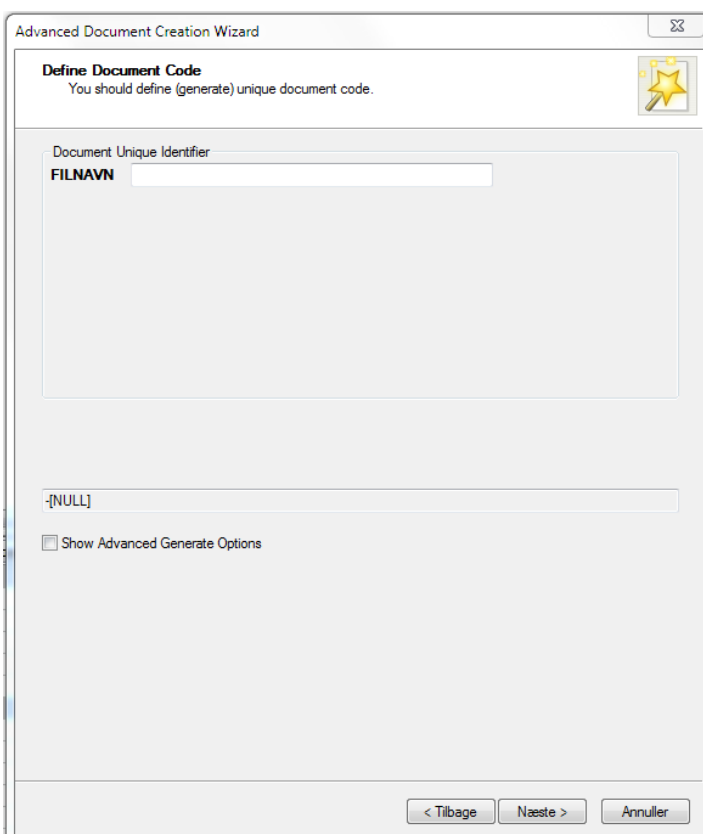 Advanced Document Creation Wizard
Define Document Code
You should define (generate) unique document code.
Document Unique Identifier
FILNAVN
-[NULL]
Show Advanced Generate Options
< Tilbage Næste > Annuller